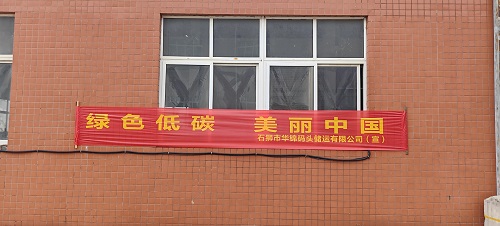 绿色低碳 美丽中国
石狮市华锦码头储运有限公司（宣）